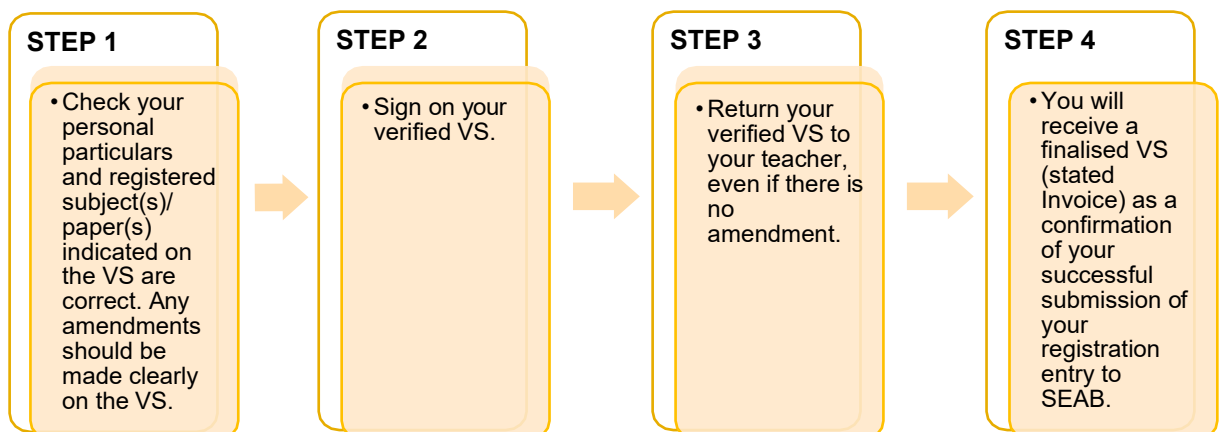 STEP 1
• Check your
personal
particulars
and registered
subject(s)/
paper(s)
indicated on
the VS are
correct. Any
amendments
should be
made clearly
on the VS.
STEP 2
• Sign on your
verified VS.
STEP 3
• Return your
verified VS to
your teacher,
even if there is
no
amendment.
STEP 4
• You will
receive a
finalised VS
(stated
Invoice) as a
confirmation
of your
successful
submission of
your
registration
entry to
SEAB.